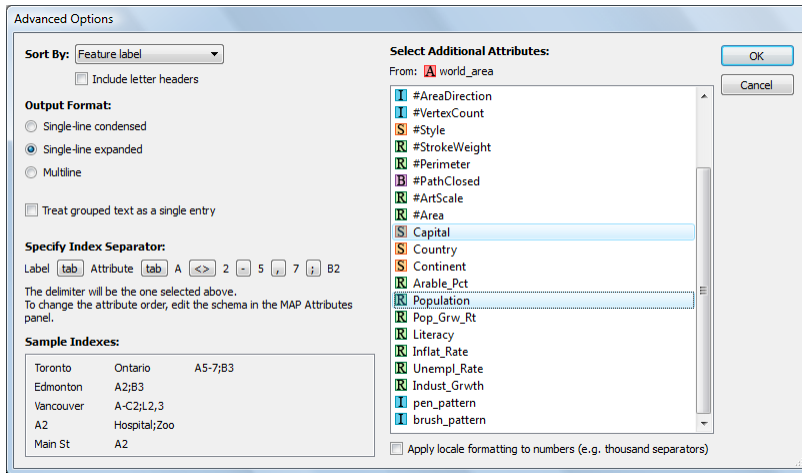 Advanced Options
Sort By: Feature label
Include letter headers
Output Format:
Single-line condensed
Single-line expanded
Multiline
Treat grouped text as a single entry
Specify Index Separator:
Label tab Attribute tab A <> 2 - 5 , 7 ; B2
The delimiter will be the one selected above.
To change the attribute order, edit the schema in the MAP Attributes
panel.
Sample Indexes:
Toronto Ontario A5-7;B3
Edmonton A2;B3
Vancouver A-C2;L2,3
A2 Hospital;Zoo
Main St A2
Select Additional Attributes:
From: A world_area
I #AreaDirection
I #VertexCount
S #Style
R #StrokeWeight
R #Perimeter
B #PathClosed
R #ArtScale
R #Area
S Capital
S Country
S Continent
R Arable_Pct
R Population
R Pop_Grw_Rt
R Literacy
R Inflat_Rate
R Unempl_Rate
R Indust_Grwth
I pen_pattern
I brush_pattern
Apply locale formatting to numbers (e.g. thousand separators)
OK
Cancel